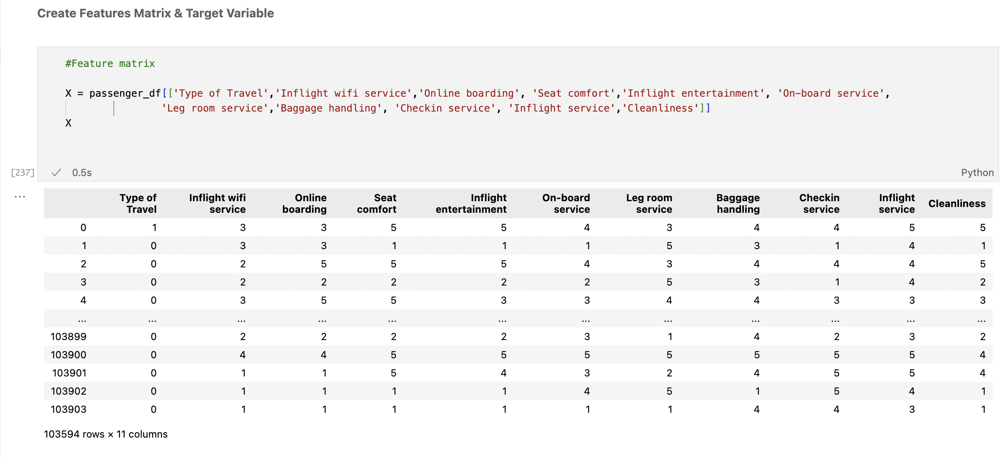 Create Features Matrix & Target Variable
#Feature matrix
X = passenger_df[['Type of Travel','Inflight wifi service','Online boarding', 'Seat comfort','Inflight entertainment', 'On-board service',
'Leg room service','Baggage handling', 'Checkin service', 'Inflight service','Cleanliness']]
X
[237] ✓ 0.5s Python
... Type of Travel Inflight wifi service Online boarding Seat comfort Inflight entertainment On-board service Leg room service Baggage handling Checkin service Inflight service Cleanliness
0 1 3 3 5 5 4 3 4 4 5 5
1 0 3 3 1 1 1 5 3 1 4 1
2 0 2 5 5 5 4 3 4 4 4 5
3 0 2 2 2 2 2 5 3 1 4 2
4 0 3 5 5 3 3 4 4 3 3 3
... ... ... ... ... ... ... ... ... ... ... ...
103899 0 2 2 2 2 3 1 4 2 3 2
103900 0 4 4 5 5 5 5 5 5 5 4
103901 0 1 1 5 4 3 2 4 5 5 4
103902 0 1 1 1 1 4 5 1 5 4 1
103903 0 1 1 1 1 1 1 4 4 3 1
103594 rows × 11 columns